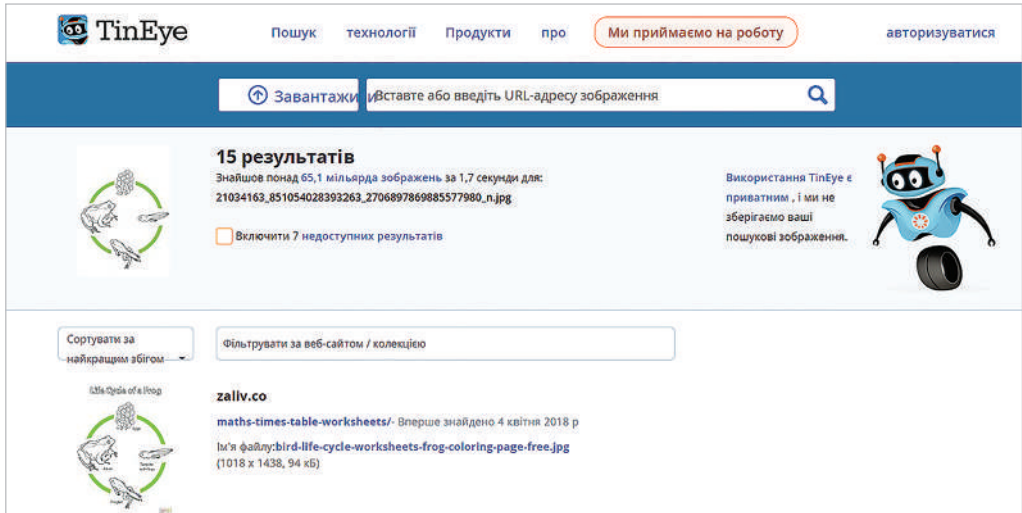 TinEye
Пошук технології Продукти про Ми приймаємо на роботу авторизуватися
Завантажи и Вставте або введіть URL-адресу зображення
15 результатів
Знайшов понад 65,1 мільярда зображень за 1,7 секунди для:
21034163_851054028393263_2706897869885577980_n.jpg
Включити 7 недоступних результатів
Використання TinEye є
приватним , і ми не
зберігаємо ваші
пошукові зображення.
Сортувати за
найкращим збігом
Фільтрувати за веб-сайтом / колекцією
Life Cycle of a Frog
zaliv.co
maths-times-table-worksheets/- Вперше знайдено 4 квітня 2018 р
Ім'я файлу:bird-life-cycle-worksheets-frog-coloring-page-free.jpg
(1018 x 1438, 94 кБ)